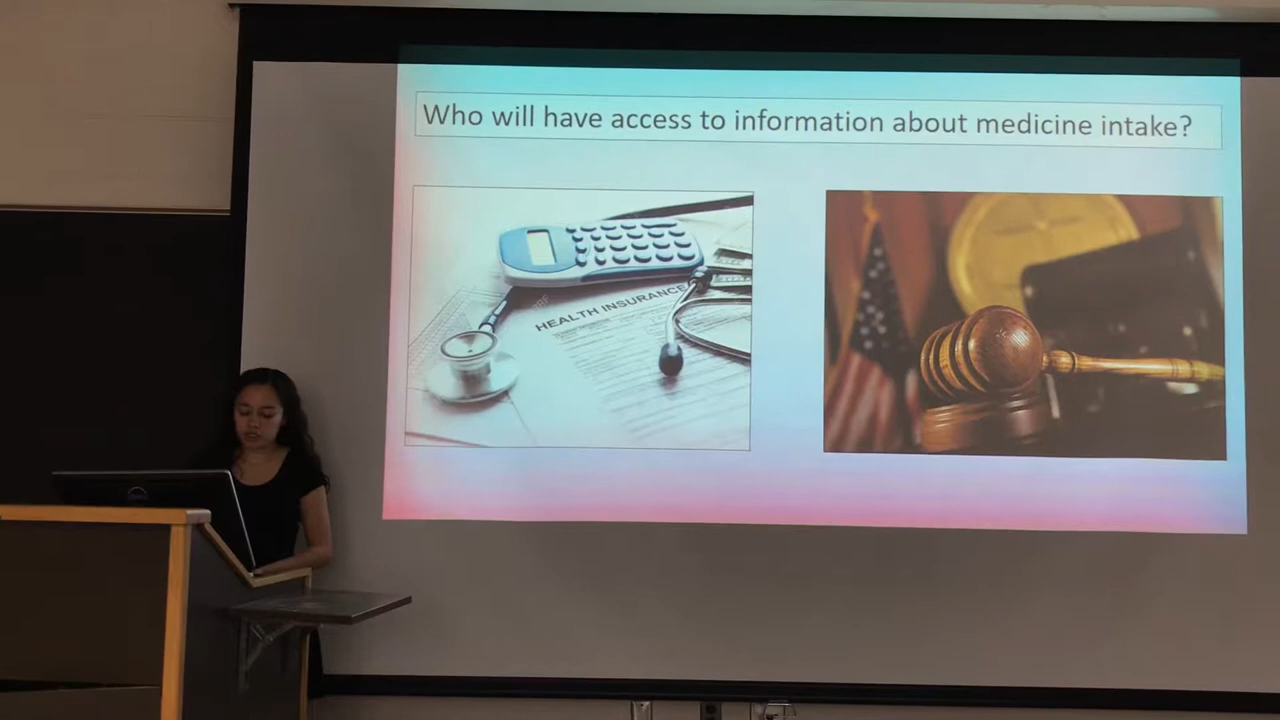 Who will have access to information about medicine intake?
HEALTH INSURANCE